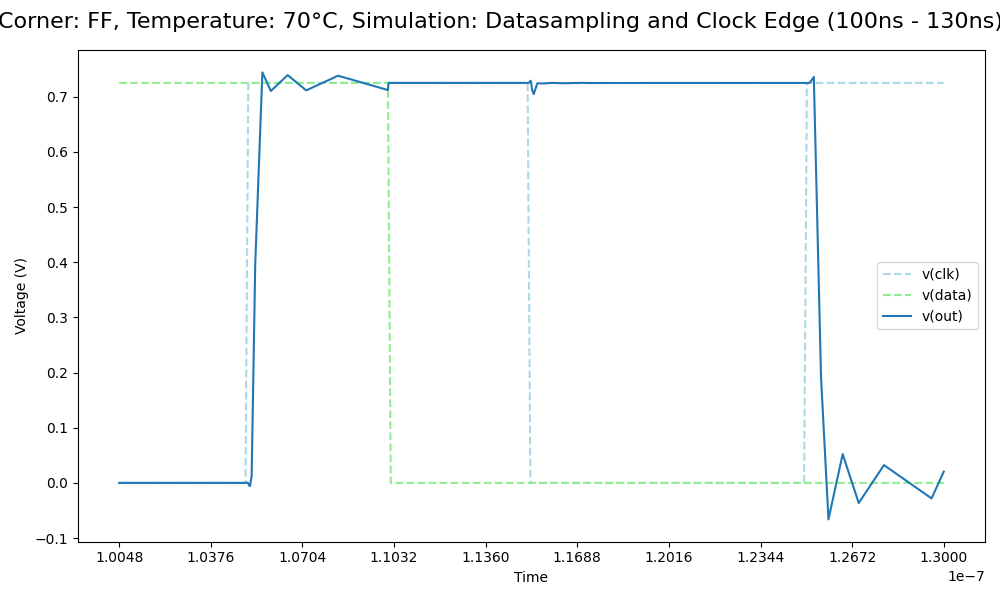 Corner: FF, Temperature: 70°C, Simulation: Datasampling and Clock Edge (100ns - 130ns)
0.7
0.6
0.5
0.4
0.3
0.2
0.1
0.0
−0.1
Voltage (V)
v(clk)
v(data)
v(out)
1.0048 1.0376 1.0704 1.1032 1.1360 1.1688 1.2016 1.2344 1.2672 1.3000
1e−7
Time